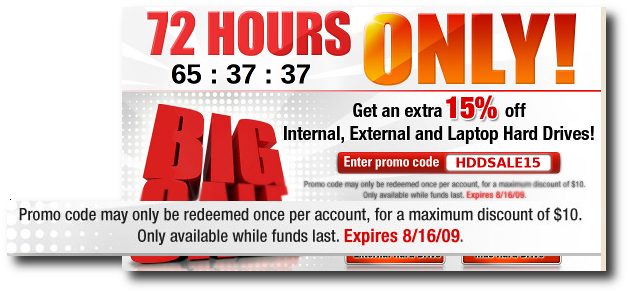 72 HOURS ONLY!
65 : 37 : 37
Get an extra 15% off
Internal, External and Laptop Hard Drives!
Enter promo code HDDSALE15
Promo code may only be redeemed once per account, for a maximum discount of $10.
Only available while funds last. Expires 8/16/09.
BIG
Promo code may only be redeemed once per account, for a maximum discount of $10.
Only available while funds last. Expires 8/16/09.